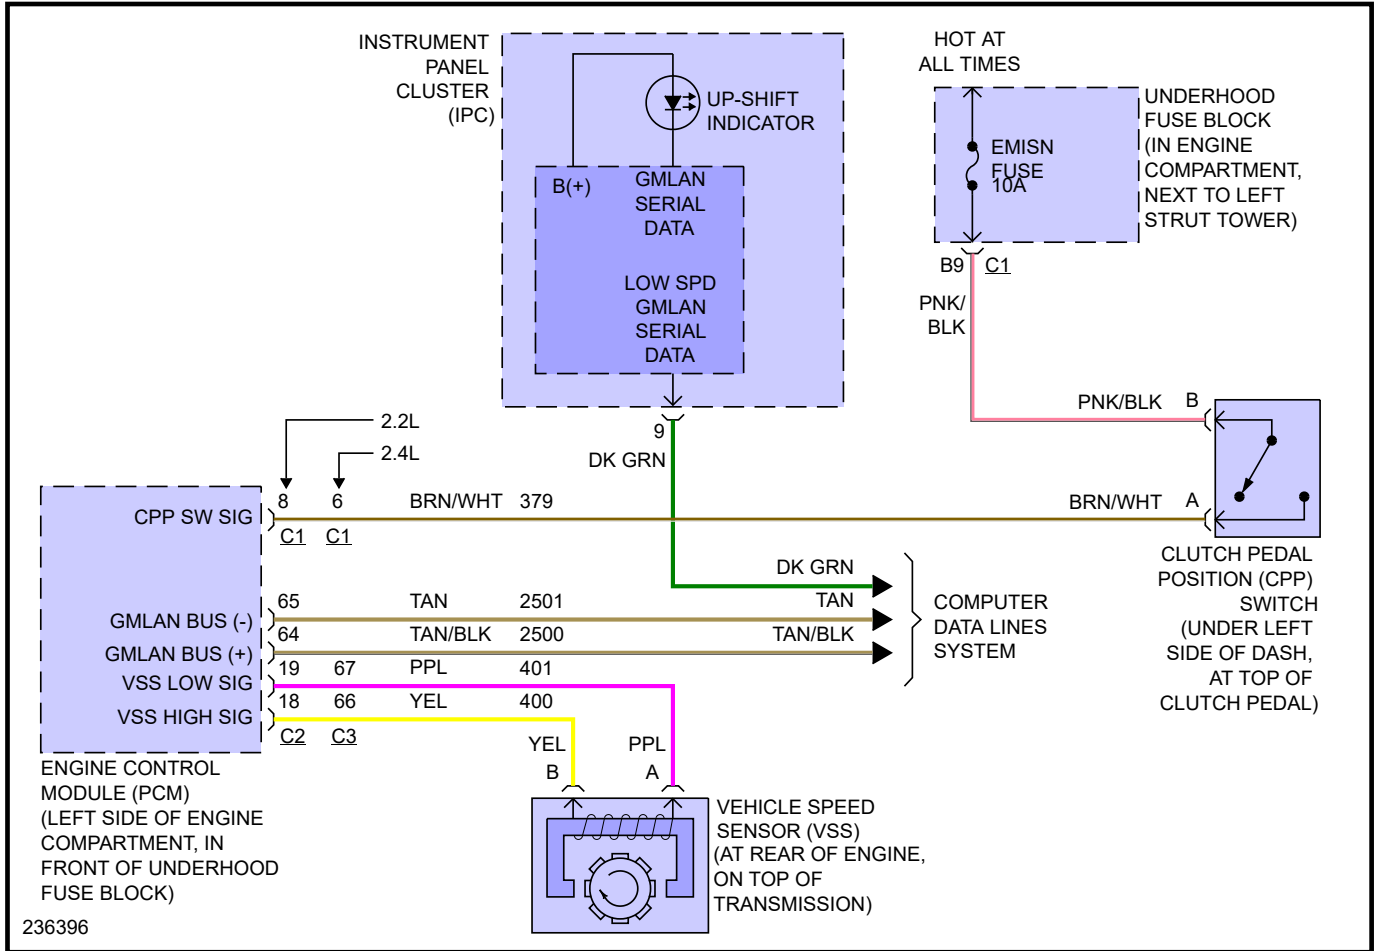 INSTRUMENT
PANEL
CLUSTER
(IPC)
UP-SHIFT
INDICATOR
B(+)
GMLAN
SERIAL
DATA
LOW SPD
GMLAN
SERIAL
DATA
HOT AT
ALL TIMES
EMISN
FUSE
10A
UNDERHOOD
FUSE BLOCK
(IN ENGINE
COMPARTMENT,
NEXT TO LEFT
STRUT TOWER)
B9 C1
PNK/
BLK
PNK/BLK B
9
DK GRN
2.2L
2.4L
CPP SW SIG
8 6 BRN/WHT 379
C1 C1
BRN/WHT A
CLUTCH PEDAL
POSITION (CPP)
SWITCH
(UNDER LEFT
SIDE OF DASH,
AT TOP OF
CLUTCH PEDAL)
DK GRN
65 TAN 2501 TAN
GMLAN BUS (-)
64 TAN/BLK 2500 TAN/BLK
GMLAN BUS (+)
COMPUTER
DATA LINES
SYSTEM
19 67 PPL 401
VSS LOW SIG
18 66 YEL 400
VSS HIGH SIG
C2 C3
YEL PPL
B A
ENGINE CONTROL
MODULE (PCM)
(LEFT SIDE OF ENGINE
COMPARTMENT, IN
FRONT OF UNDERHOOD
FUSE BLOCK)
VEHICLE SPEED
SENSOR (VSS)
(AT REAR OF ENGINE,
ON TOP OF
TRANSMISSION)
236396